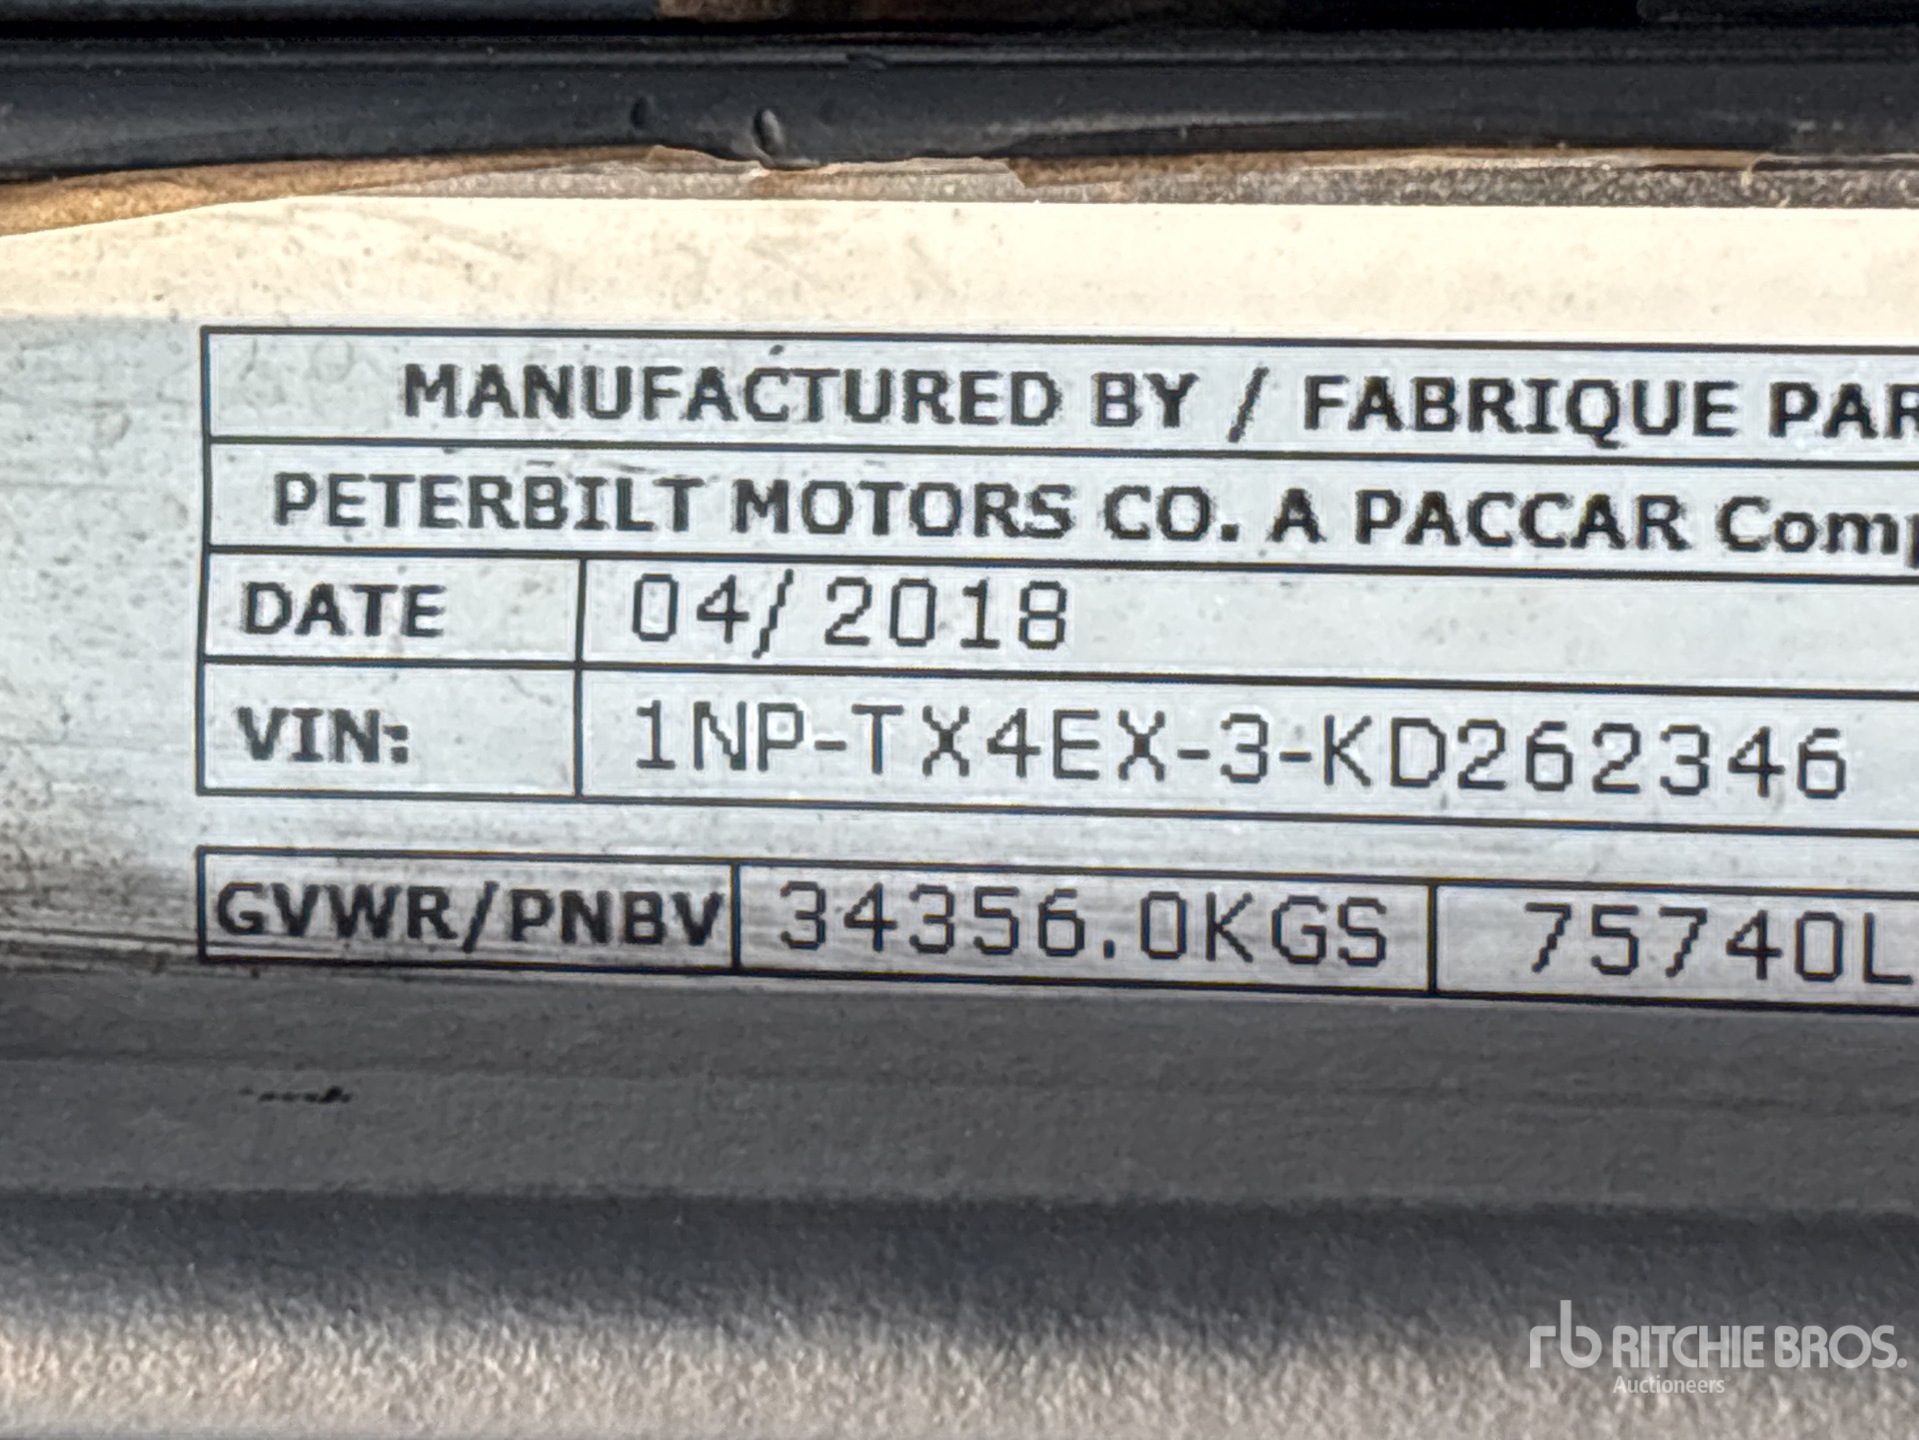 MANUFACTURED BY / FABRIQUE PAR
PETERBILT MOTORS CO. A PACCAR Comp
DATE 04/2018
VIN: 1NP-TX4EX-3-KD262346
GVWR/PNBV 34356.0KGS 75740L
rb RITCHIE BROS.
Auctioneers